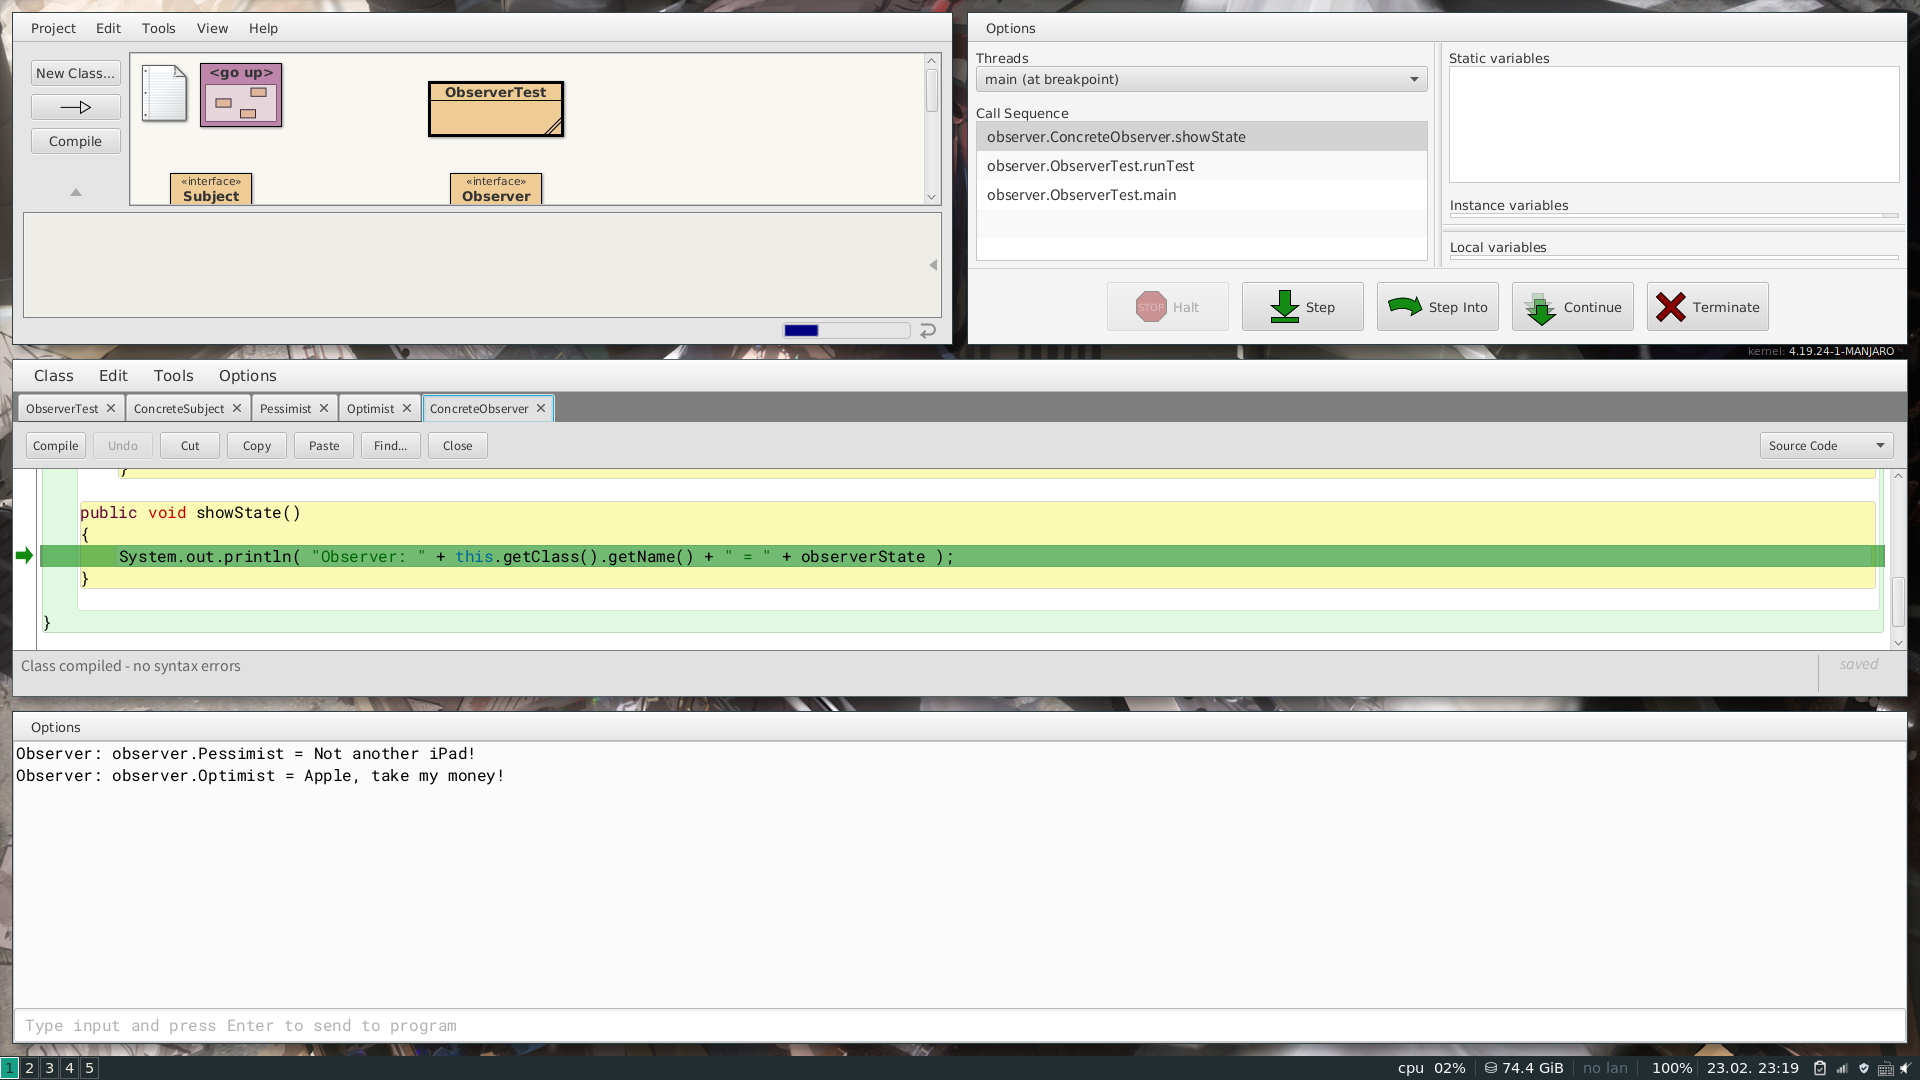 Project Edit Tools View Help
New Class...
Compile
<go up>
ObserverTest
«interface»
Subject
«interface»
Observer
Options
Threads
main (at breakpoint)
Call Sequence
observer.ConcreteObserver.showState
observer.ObserverTest.runTest
observer.ObserverTest.main
Static variables
Instance variables
Local variables
STOP Halt
Step
Step Into
Continue
Terminate
kernel: 4.19.24-1-MANJARO
Class Edit Tools Options
ObserverTest ConcreteSubject Pessimist Optimist ConcreteObserver
Compile Undo Cut Copy Paste Find... Close Source Code
}
public void showState()
{
System.out.println( "Observer: " + this.getClass().getName() + " = " + observerState );
}
}
Class compiled - no syntax errors
saved
Options
Observer: observer.Pessimist = Not another iPad!
Observer: observer.Optimist = Apple, take my money!
Type input and press Enter to send to program
1 2 3 4 5
cpu 02% 74.4 GiB no lan 100% 23.02. 23:19